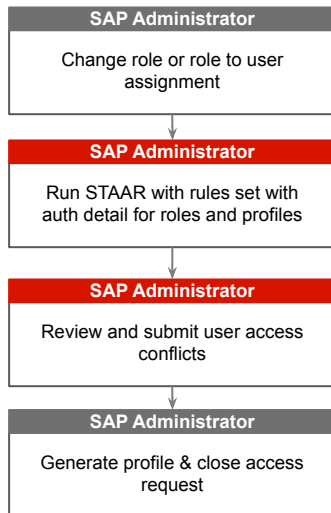 SAP Administrator
Change role or role to user
assignment
SAP Administrator
Run STAAR with rules set with
auth detail for roles and profiles
SAP Administrator
Review and submit user access
conflicts
SAP Administrator
Generate profile & close access
request